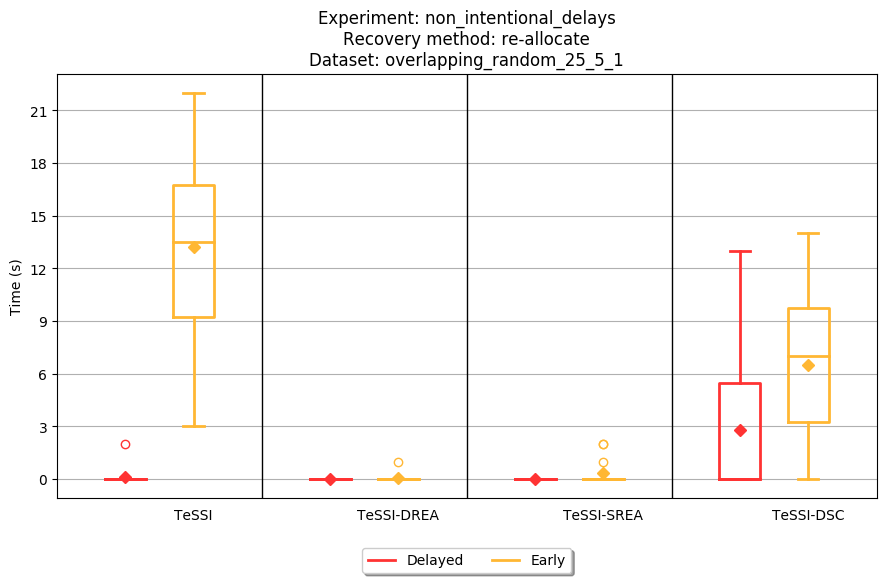 Experiment: non_intentional_delays
Recovery method: re-allocate
Dataset: overlapping_random_25_5_1
21
18
15
12
9
6
3
0
Time (s)
TeSSI
TeSSI-DREA
TeSSI-SREA
TeSSI-DSC
Delayed
Early